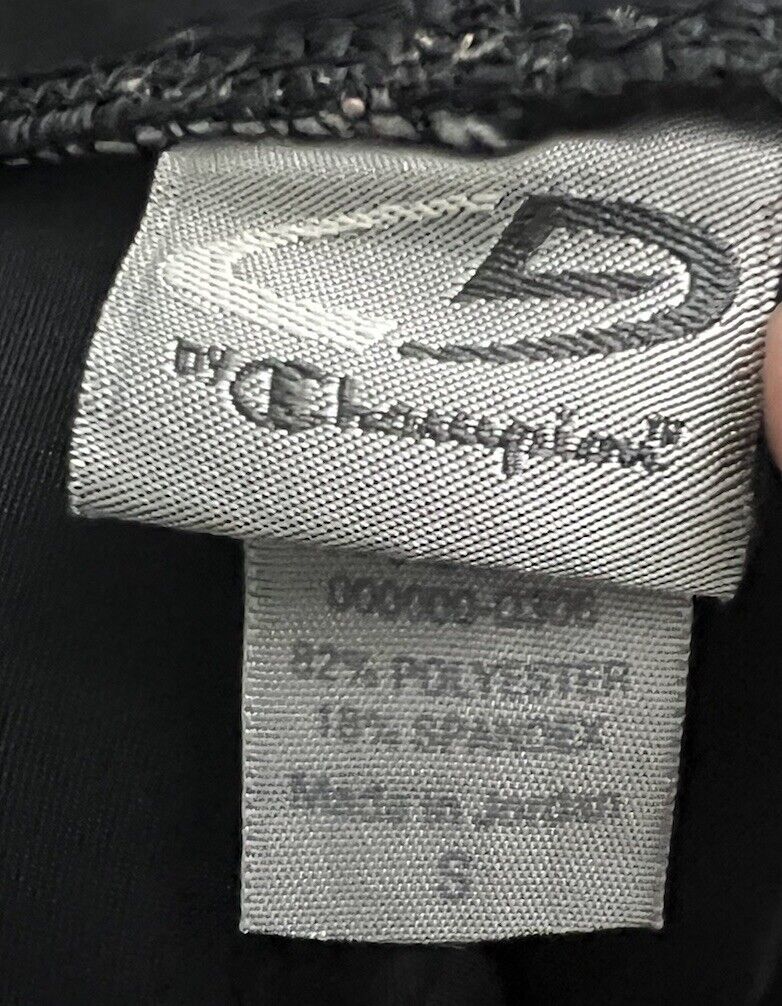 by Champion
82% POLYESTER
18% SPANDEX
Made in Jordan
S